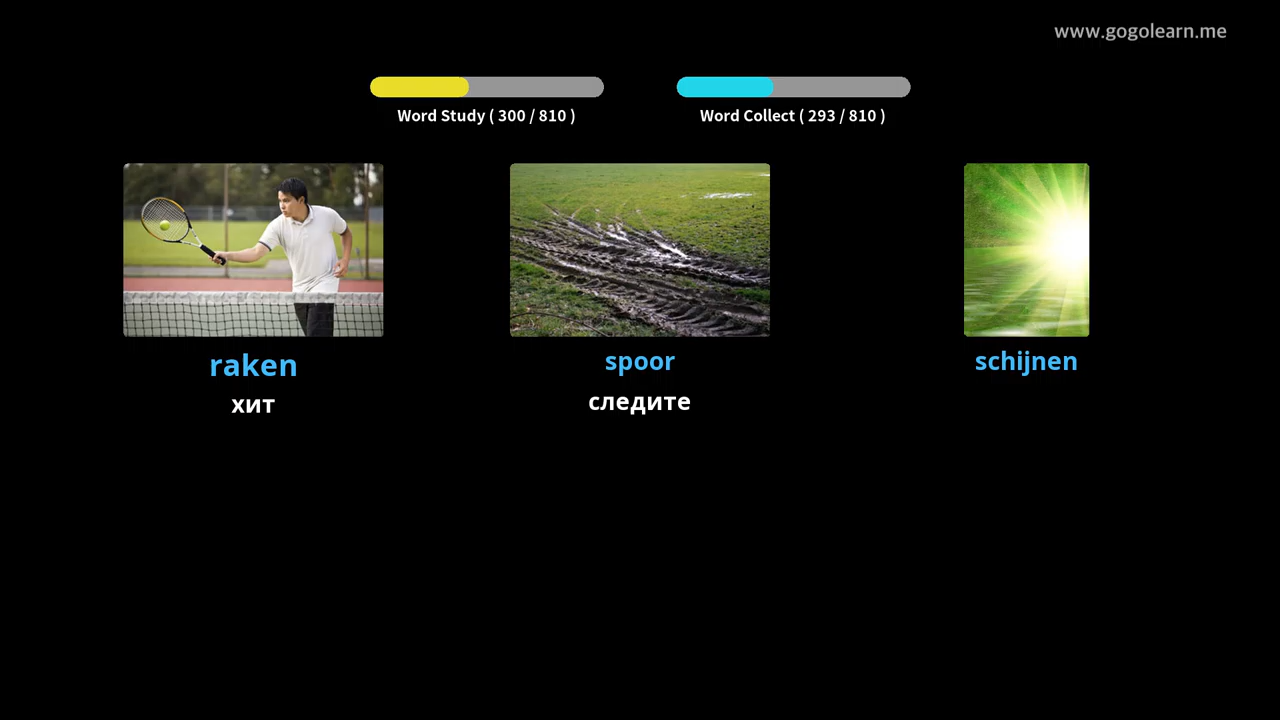 www.gogolearn.me
Word Study ( 300 / 810 )
Word Collect ( 293 / 810 )
raken
хит
spoor
следите
schijnen